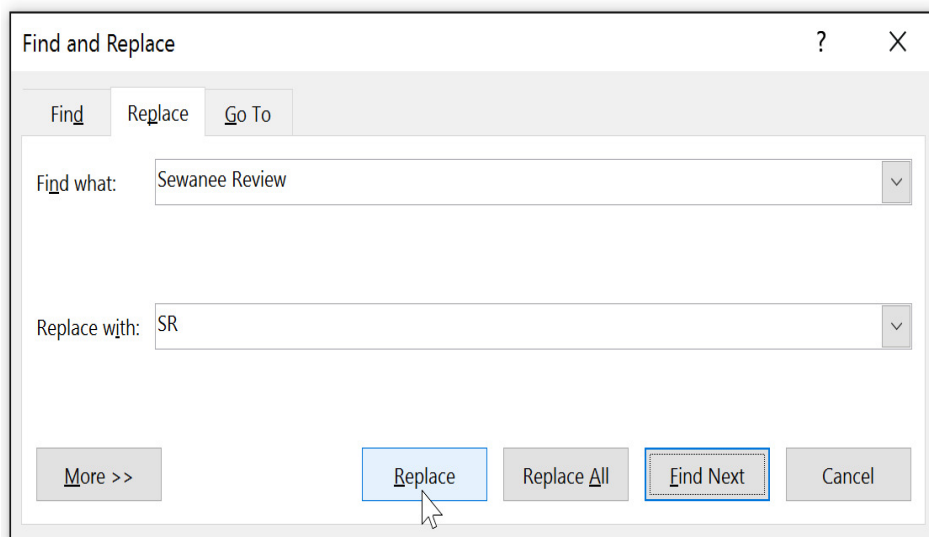 Find and Replace ? X
Find Replace Go To
Find what: Sewanee Review
Replace with: SR
More >> Replace Replace All Find Next Cancel